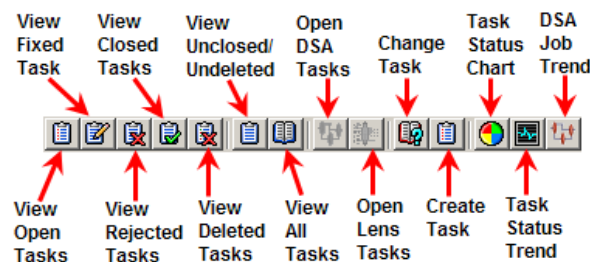 View
Fixed
Task
View
Closed
Tasks
View
Unclosed/
Undeleted
Open
DSA
Tasks
Change
Task
Task
Status
Chart
DSA
Job
Trend
View
Open
Tasks
View
Rejected
Tasks
View
Deleted
Tasks
View
All
Tasks
Open
Lens
Tasks
Create
Task
Task
Status
Trend